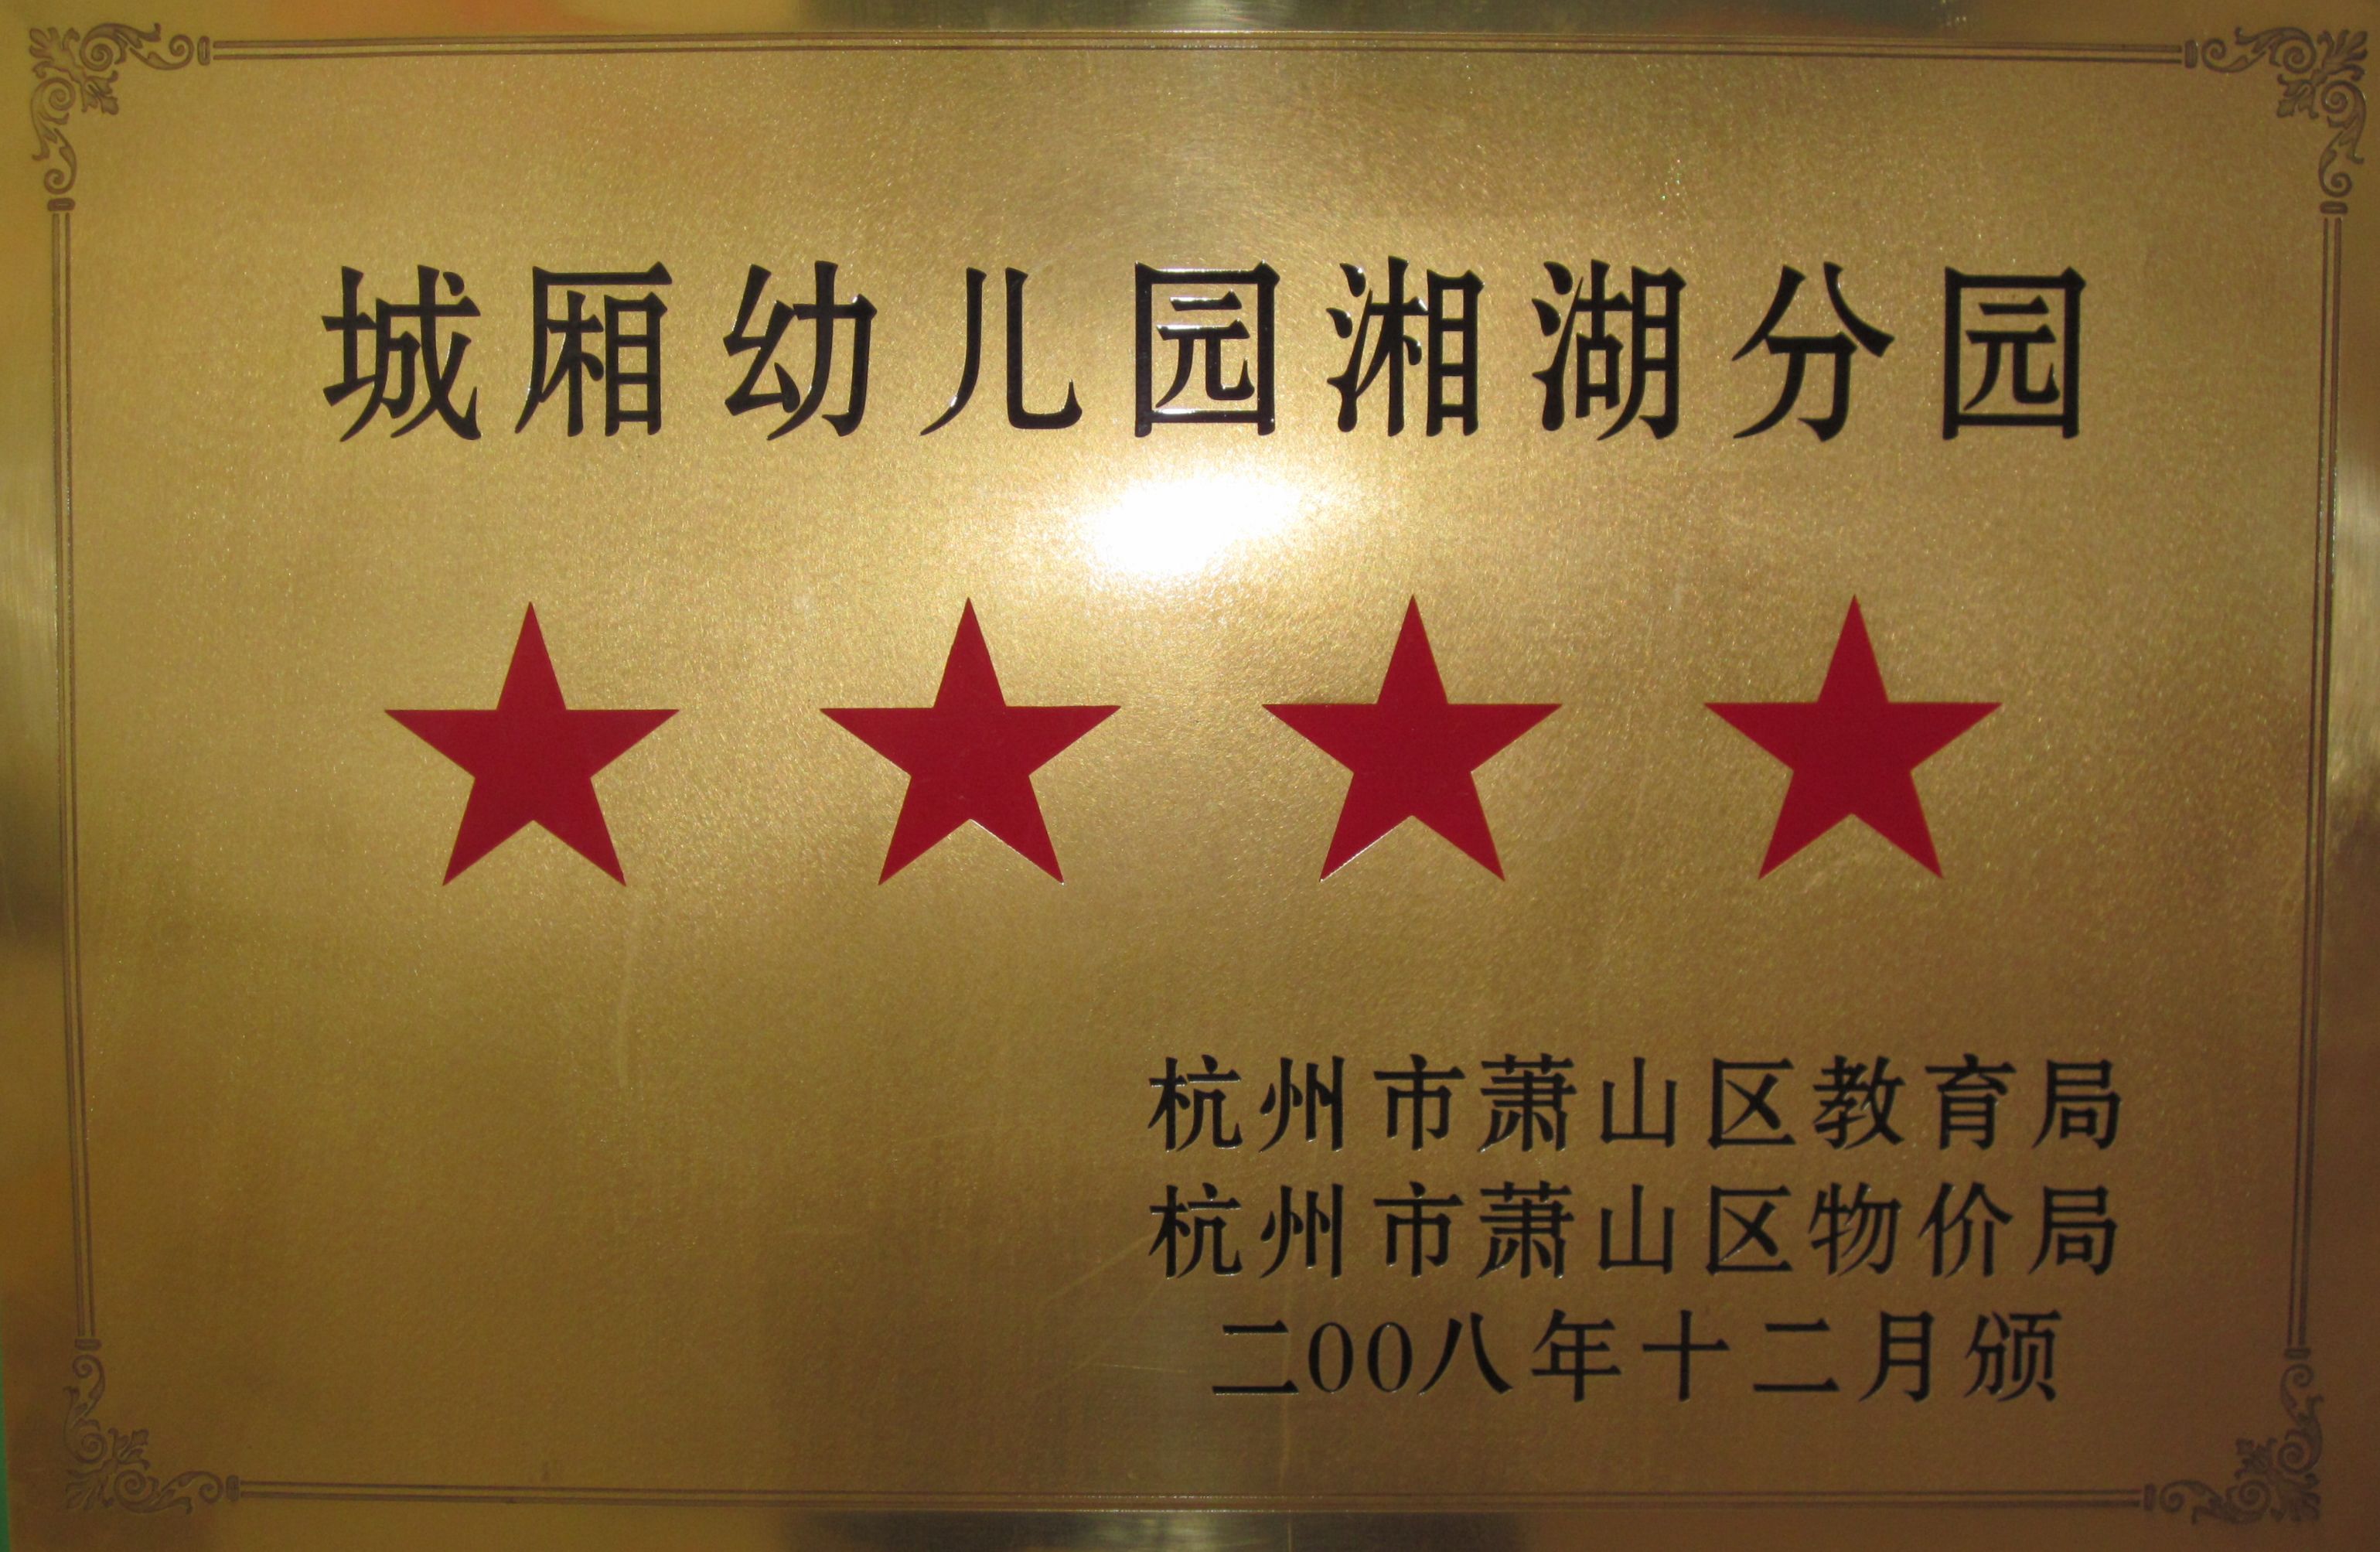 城厢幼儿园湘湖分园
杭州市萧山区教育局
杭州市萧山区物价局
二00八年十二月颁